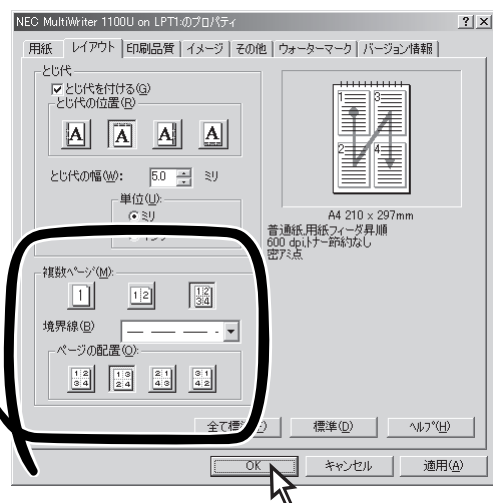 NEC MultiWriter 1100U on LPT1:のプロパティ
用紙 レイアウト 印刷品質 イメージ その他 ウォーターマーク バージョン情報
とじ代
とじ代を付ける(G)
とじ代の位置(R)
A A A A
とじ代の幅(W): 5.0 ミリ
単位(U):
ミリ
1 3
2 4
A4 210 x 297mm
普通紙,用紙フィーダ昇順
600 dpi,トナー節約なし
密アミ点
複数ページ(M):
1 1 2 1 2 3 4
境界線(B)
ページの配置(O):
1 2 1 3 2 1 3 1
3 4 2 4 4 3 4 2
標準(D) ヘルプ(H)
OK キャンセル 適用(A)